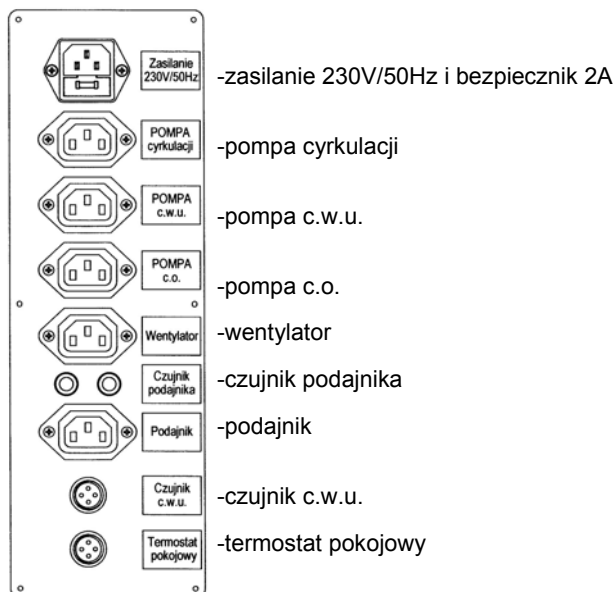 Zasilanie
230V/50Hz
-zasilanie 230V/50Hz i bezpiecznik 2A
POMPA
cyrkulacji
-pompa cyrkulacji
POMPA
c.w.u.
-pompa c.w.u.
POMPA
c.o.
-pompa c.o.
Wentylator
-wentylator
Czujnik
podajnika
-czujnik podajnika
Podajnik
-podajnik
Czujnik
c.w.u.
-czujnik c.w.u.
Termostat
pokojowy
-termostat pokojowy